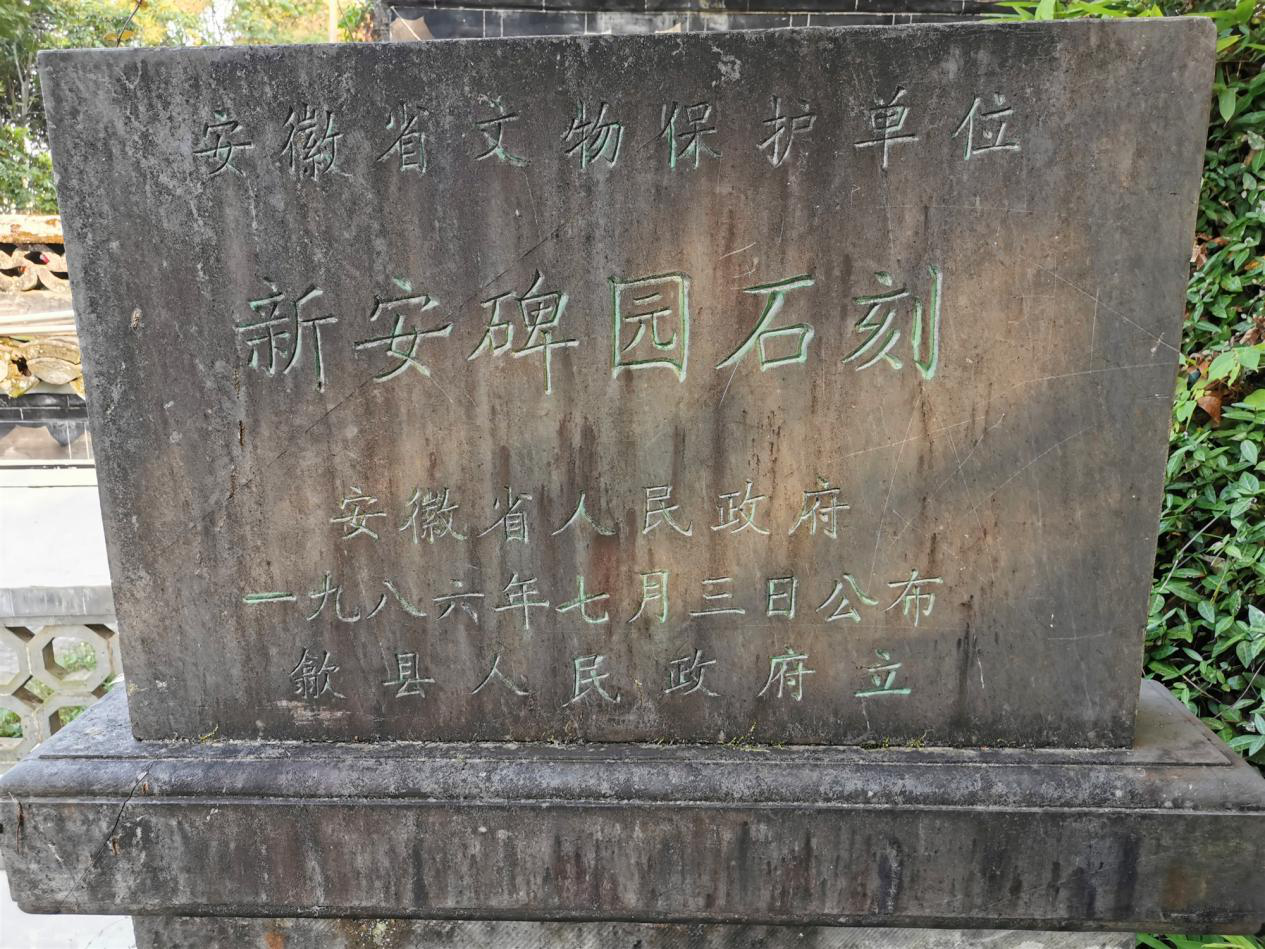 安徽省文物保护单位
新安碑园石刻
安徽省人民政府
一九八六年七月三日公布
歙县人民政府立